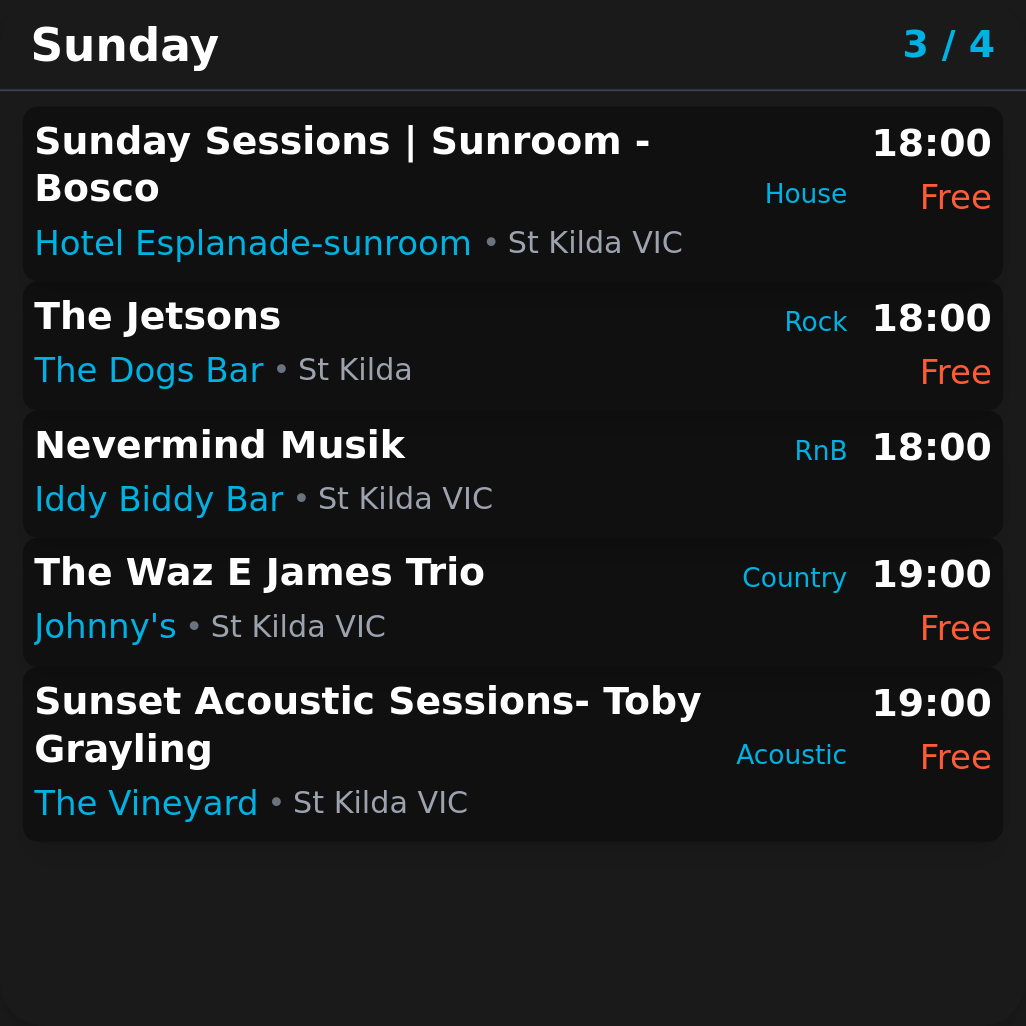 Sunday 3 / 4
Sunday Sessions | Sunroom -
Bosco
House
18:00
Free
Hotel Esplanade-sunroom • St Kilda VIC
The Jetsons
Rock
18:00
The Dogs Bar • St Kilda
Free
Nevermind Musik
RnB
18:00
Iddy Biddy Bar • St Kilda VIC
The Waz E James Trio
Country
19:00
Johnny's • St Kilda VIC
Free
Sunset Acoustic Sessions- Toby
Grayling
Acoustic
19:00
Free
The Vineyard • St Kilda VIC